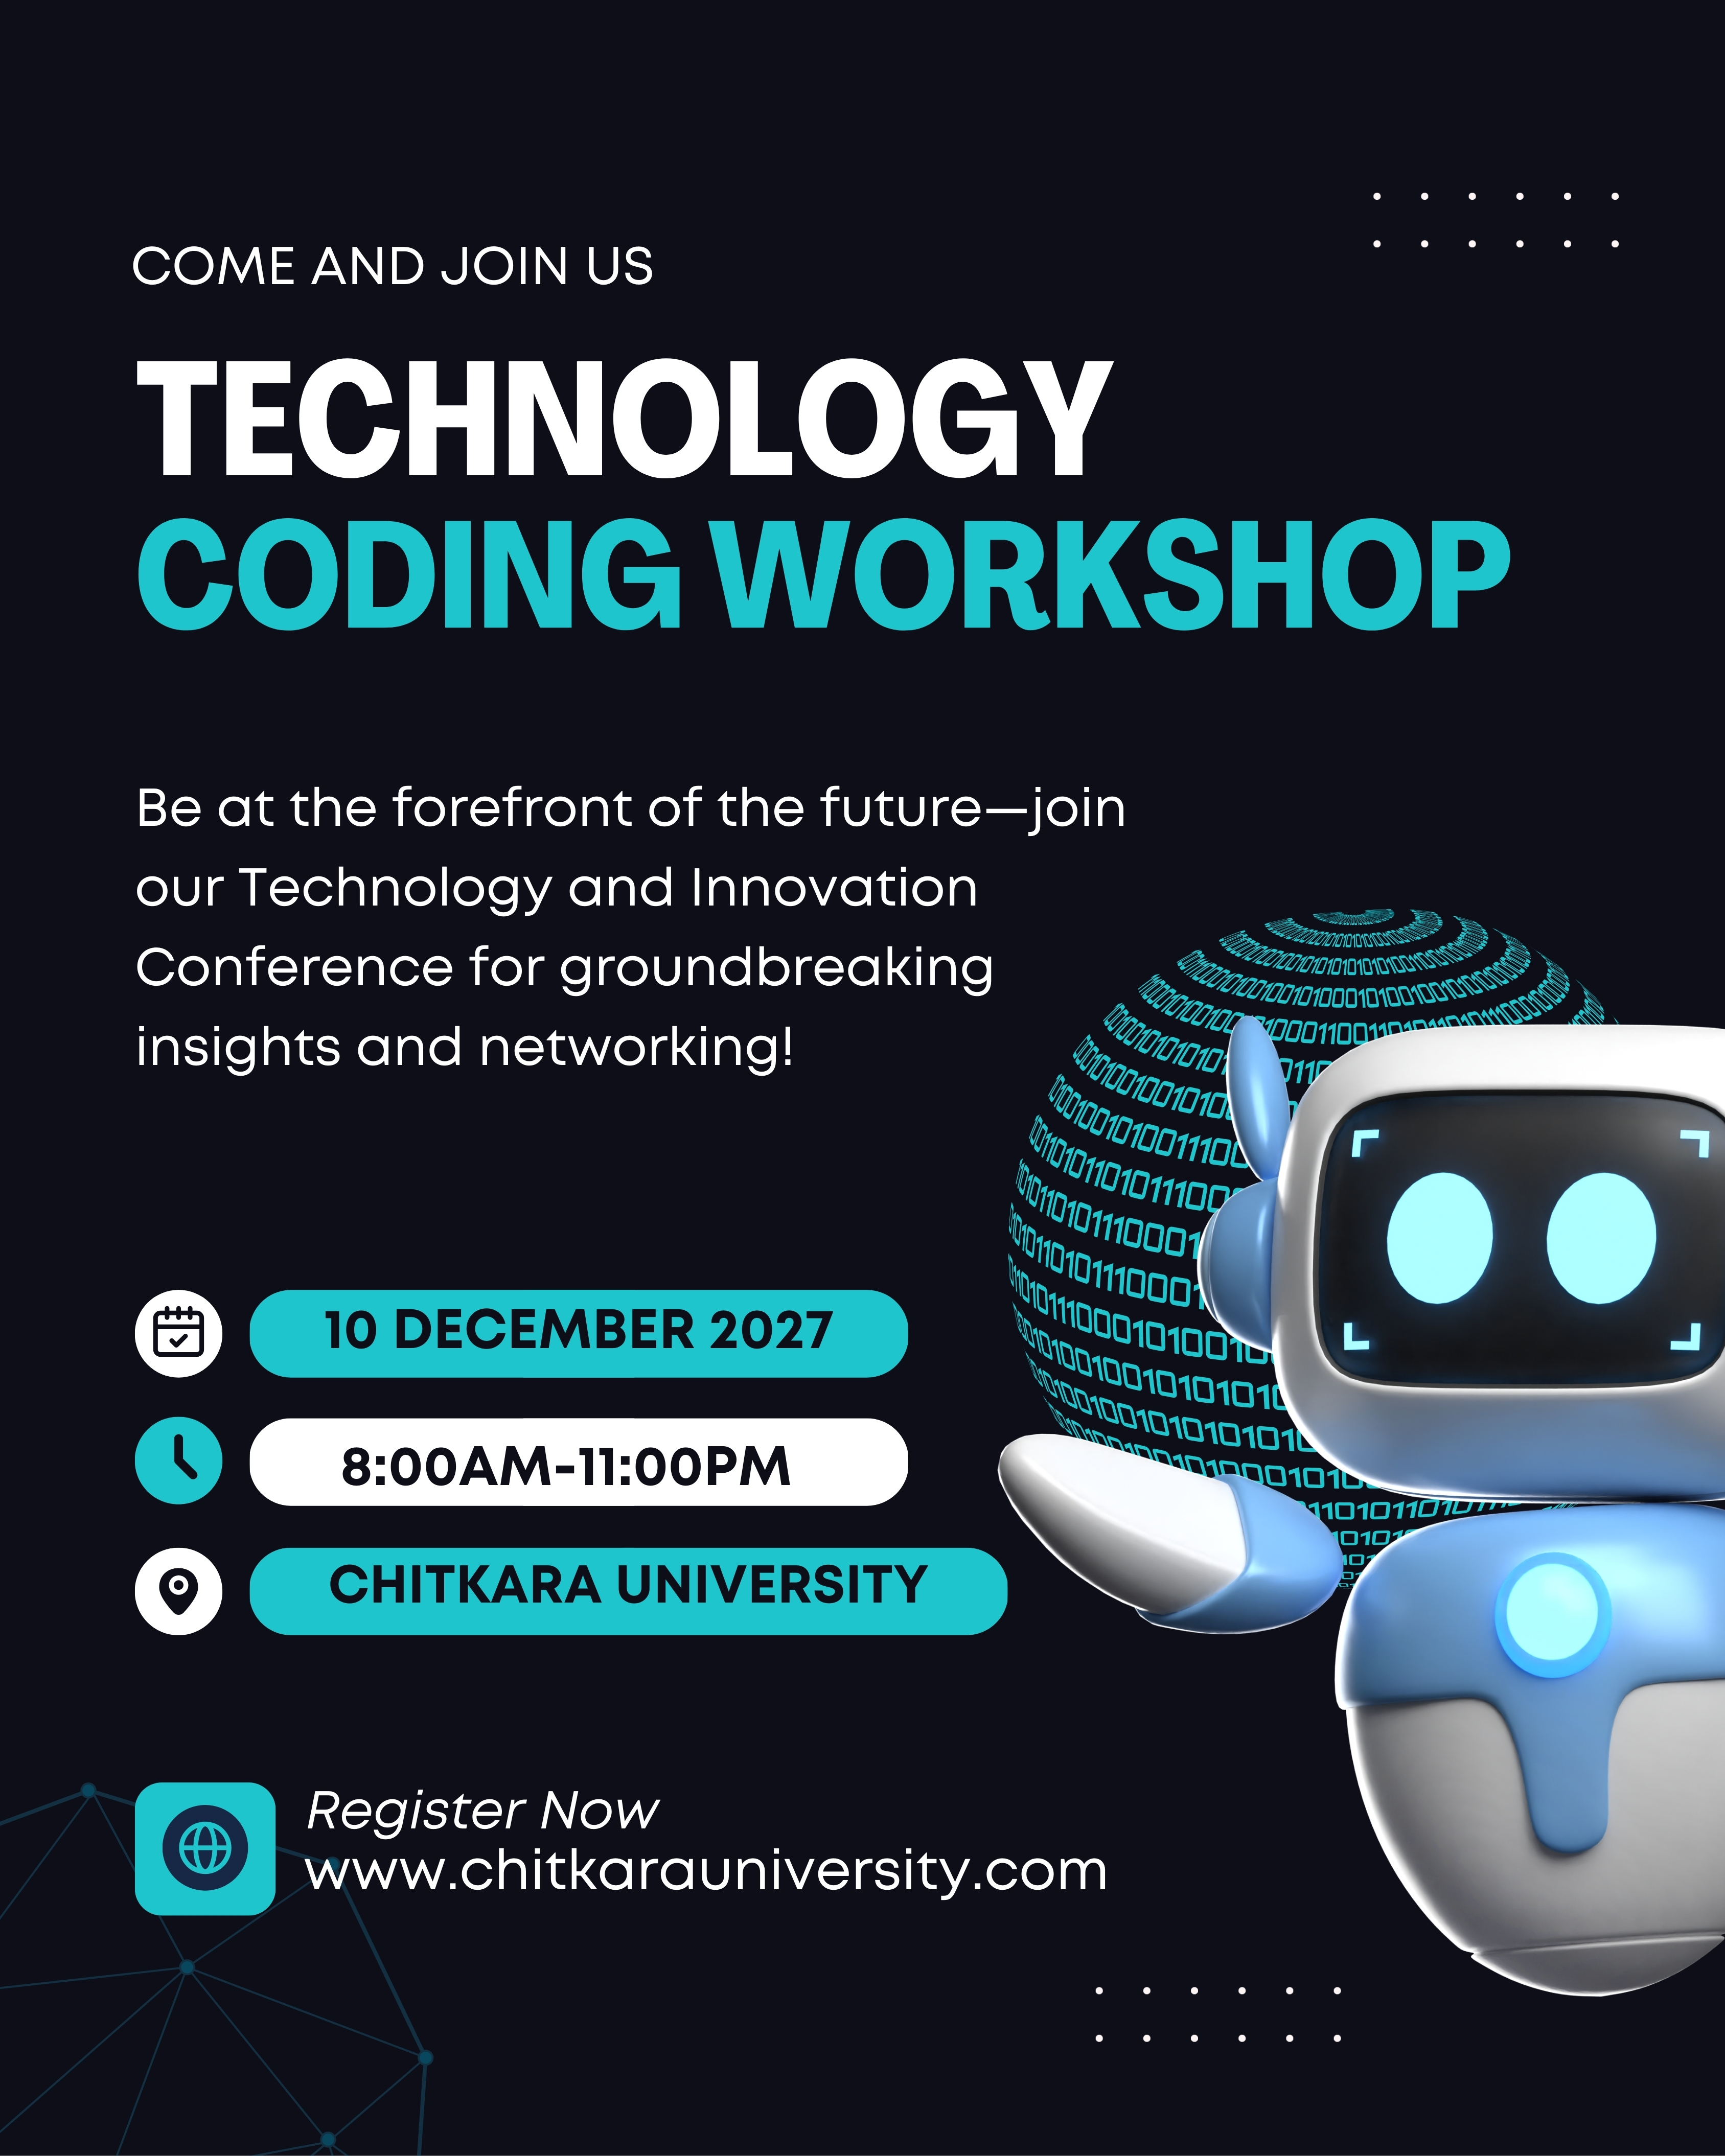 COME AND JOIN US
TECHNOLOGY
CODING WORKSHOP
Be at the forefront of the future—join
our Technology and Innovation
Conference for groundbreaking
insights and networking!
10 DECEMBER 2027
8:00AM-11:00PM
CHITKARA UNIVERSITY
Register Now
www.chitkarauniversity.com